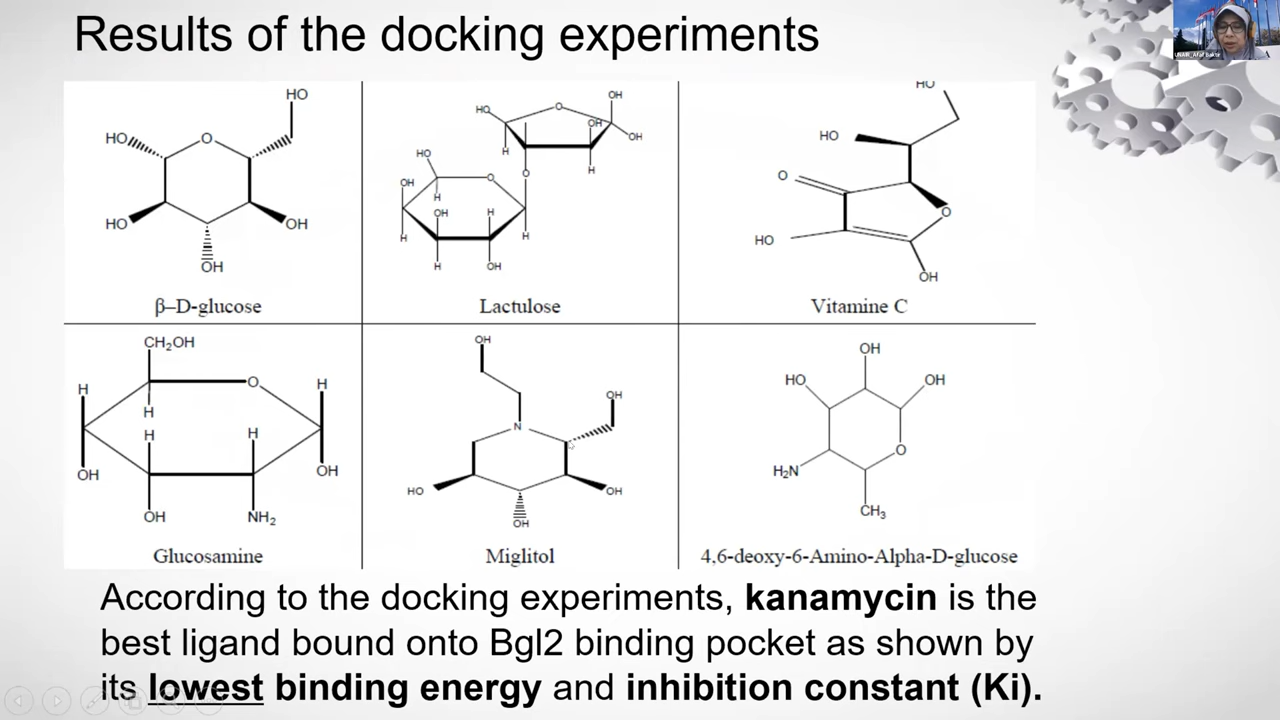 Results of the docking experiments
UNAIR_Afaf Baktir
HO
HO
O
HO
OH
OH
β–D-glucose
OH
HO
O
OH
OH
H
H
HO
O
O
OH
H
OH
H
H
H
H
OH
Lactulose
HO
HO
O
O
HO
OH
Vitamine C
CH2OH
H
O
H
H
H
H
OH
OH
OH
NH2
Glucosamine
OH
OH
N
HO
OH
OH
Miglitol
OH
HO
OH
O
H2N
CH3
4,6-deoxy-6-Amino-Alpha-D-glucose
According to the docking experiments, kanamycin is the
best ligand bound onto Bgl2 binding pocket as shown by
its lowest binding energy and inhibition constant (Ki).